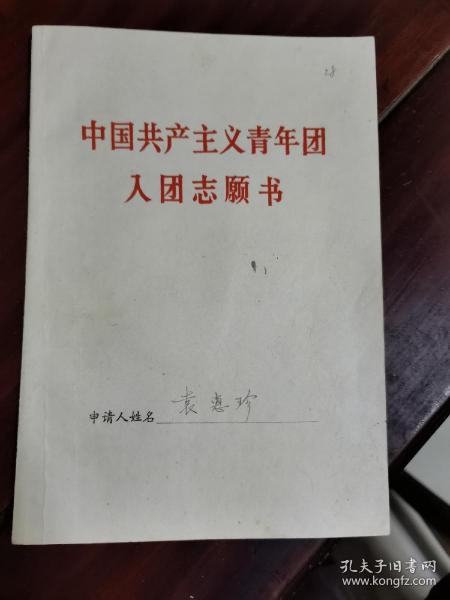 28
中国共产主义青年团
入团志愿书
申请人姓名 袁惠珍
孔夫子旧书网
www.kongfz.com